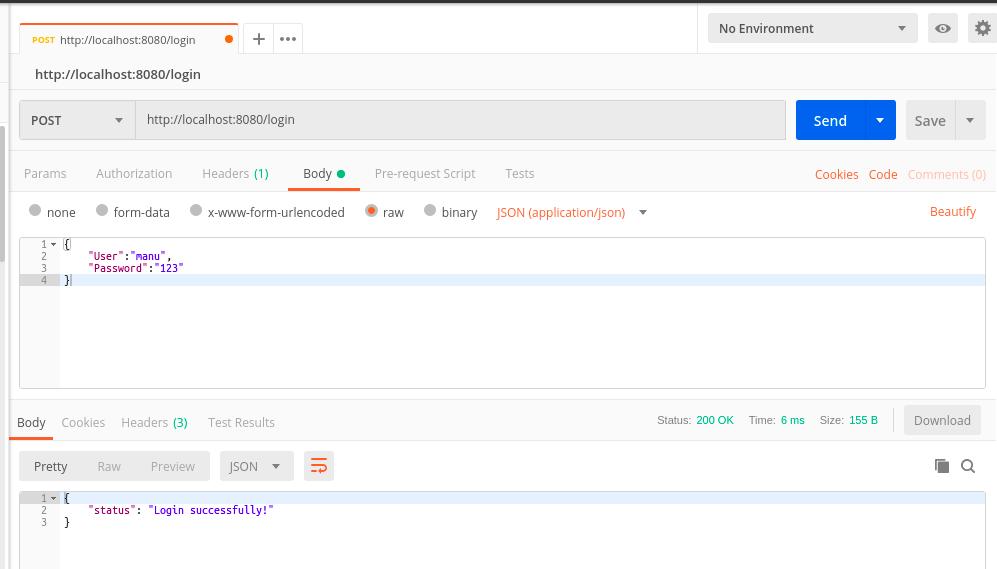 POST http://localhost:8080/login
No Environment
http://localhost:8080/login
POST http://localhost:8080/login Send Save
Params Authorization Headers (1) Body Pre-request Script Tests Cookies Code Comments (0)
none form-data x-www-form-urlencoded raw binary JSON (application/json) Beautify
1 {
2 "User":"manu",
3 "Password":"123"
4 }
Body Cookies Headers (3) Test Results Status: 200 OK Time: 6 ms Size: 155 B Download
Pretty Raw Preview JSON
1 {
2 "status": "Login successfully!"
3 }